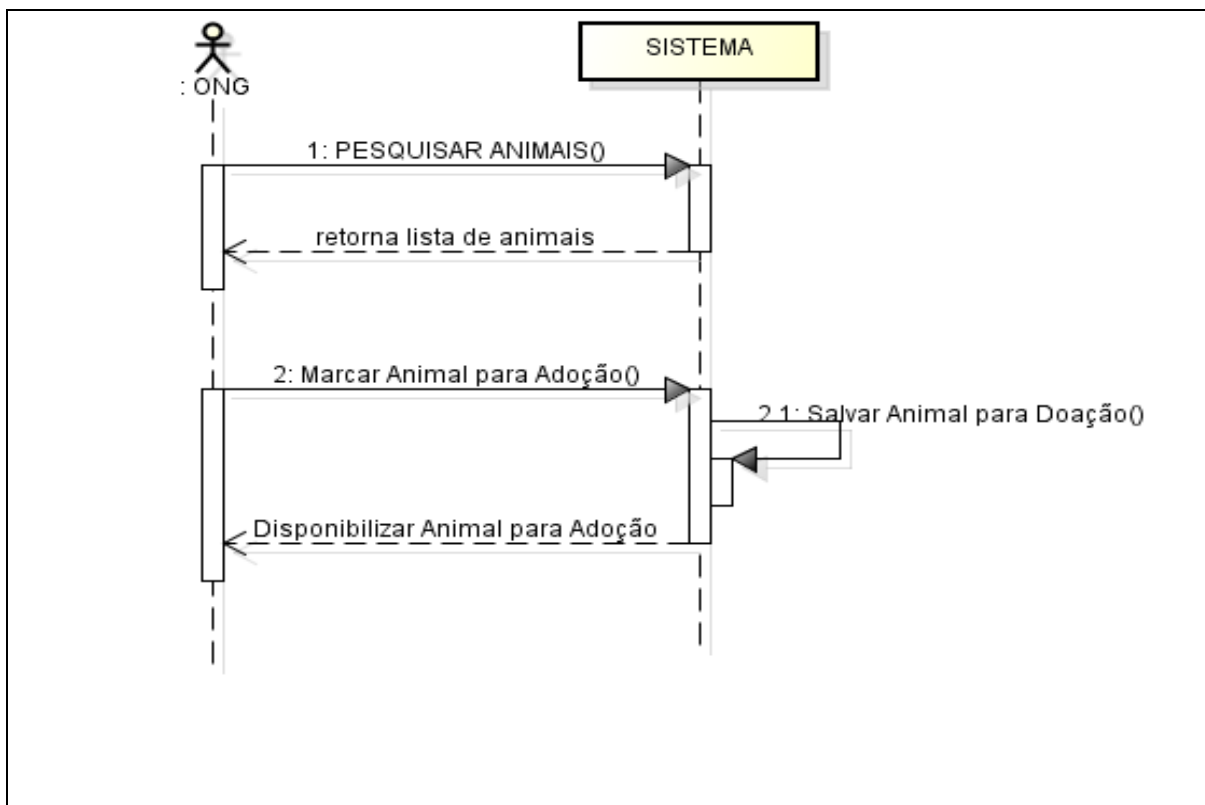 SISTEMA
: ONG
1: PESQUISAR ANIMAIS()
retorna lista de animais
2: Marcar Animal para Adoção()
2.1: Salvar Animal para Doação()
Disponibilizar Animal para Adoção